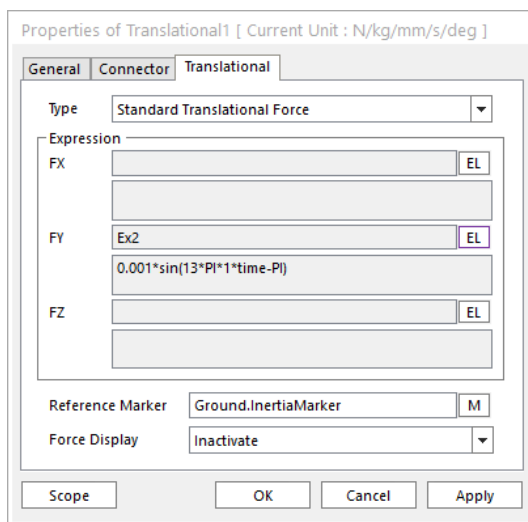 Properties of Translational1 [ Current Unit : N/kg/mm/s/deg ]
General Connector Translational
Type Standard Translational Force
Expression
FX EL
FY Ex2 EL
0.001*sin(13*PI*1*time-PI)
FZ EL
Reference Marker Ground.InertiaMarker M
Force Display Inactivate
Scope OK Cancel Apply